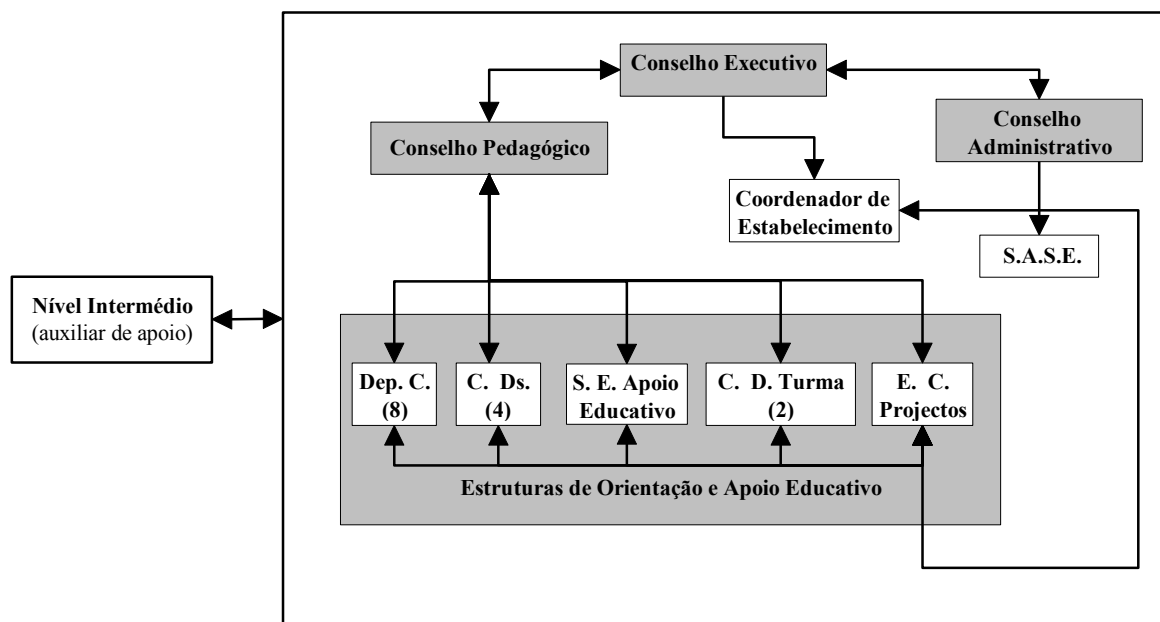 Conselho Executivo
Conselho Pedagógico
Conselho
Administrativo
Coordenador de
Estabelecimento
S.A.S.E.
Nível Intermédio
(auxiliar de apoio)
Dep. C.
(8)
C. Ds.
(4)
S. E. Apoio
Educativo
C. D. Turma
(2)
E. C.
Projectos
Estruturas de Orientação e Apoio Educativo